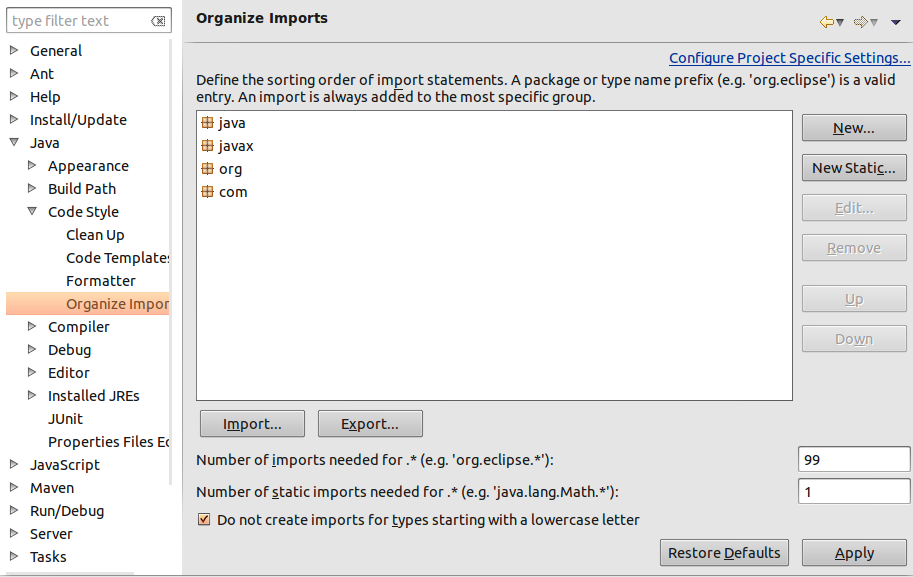 type filter text
General
Ant
Help
Install/Update
Java
Appearance
Build Path
Code Style
Clean Up
Code Templates
Formatter
Organize Impor
Compiler
Debug
Editor
Installed JREs
JUnit
Properties Files Ed
JavaScript
Maven
Run/Debug
Server
Tasks
Organize Imports
Configure Project Specific Settings...
Define the sorting order of import statements. A package or type name prefix (e.g. 'org.eclipse') is a valid
entry. An import is always added to the most specific group.
java
javax
org
com
New...
New Static...
Edit...
Remove
Up
Down
Import... Export...
Number of imports needed for .* (e.g. 'org.eclipse.*'): 99
Number of static imports needed for .* (e.g. 'java.lang.Math.*'): 1
Do not create imports for types starting with a lowercase letter
Restore Defaults Apply